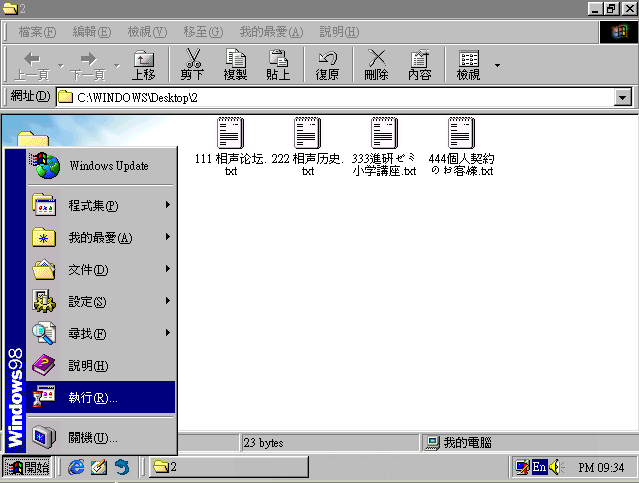 2
檔案(F) 編輯(E) 檢視(V) 移至(G) 我的最愛(A) 說明(H)
上一頁 下一頁 上移 剪下 複製 貼上 復原 刪除 內容 檢視
網址(D) C:\WINDOWS\Desktop\2
111 相声论坛.
txt
222 相声历史.
txt
333進研ゼミ
小学講座.txt
444個人契約
のお客様.txt
Windows Update
程式集(P)
我的最愛(A)
文件(D)
設定(S)
尋找(F)
說明(H)
執行(R)...
關機(U)...
Windows98
23 bytes
我的電腦
開始
2
En
PM 09:34